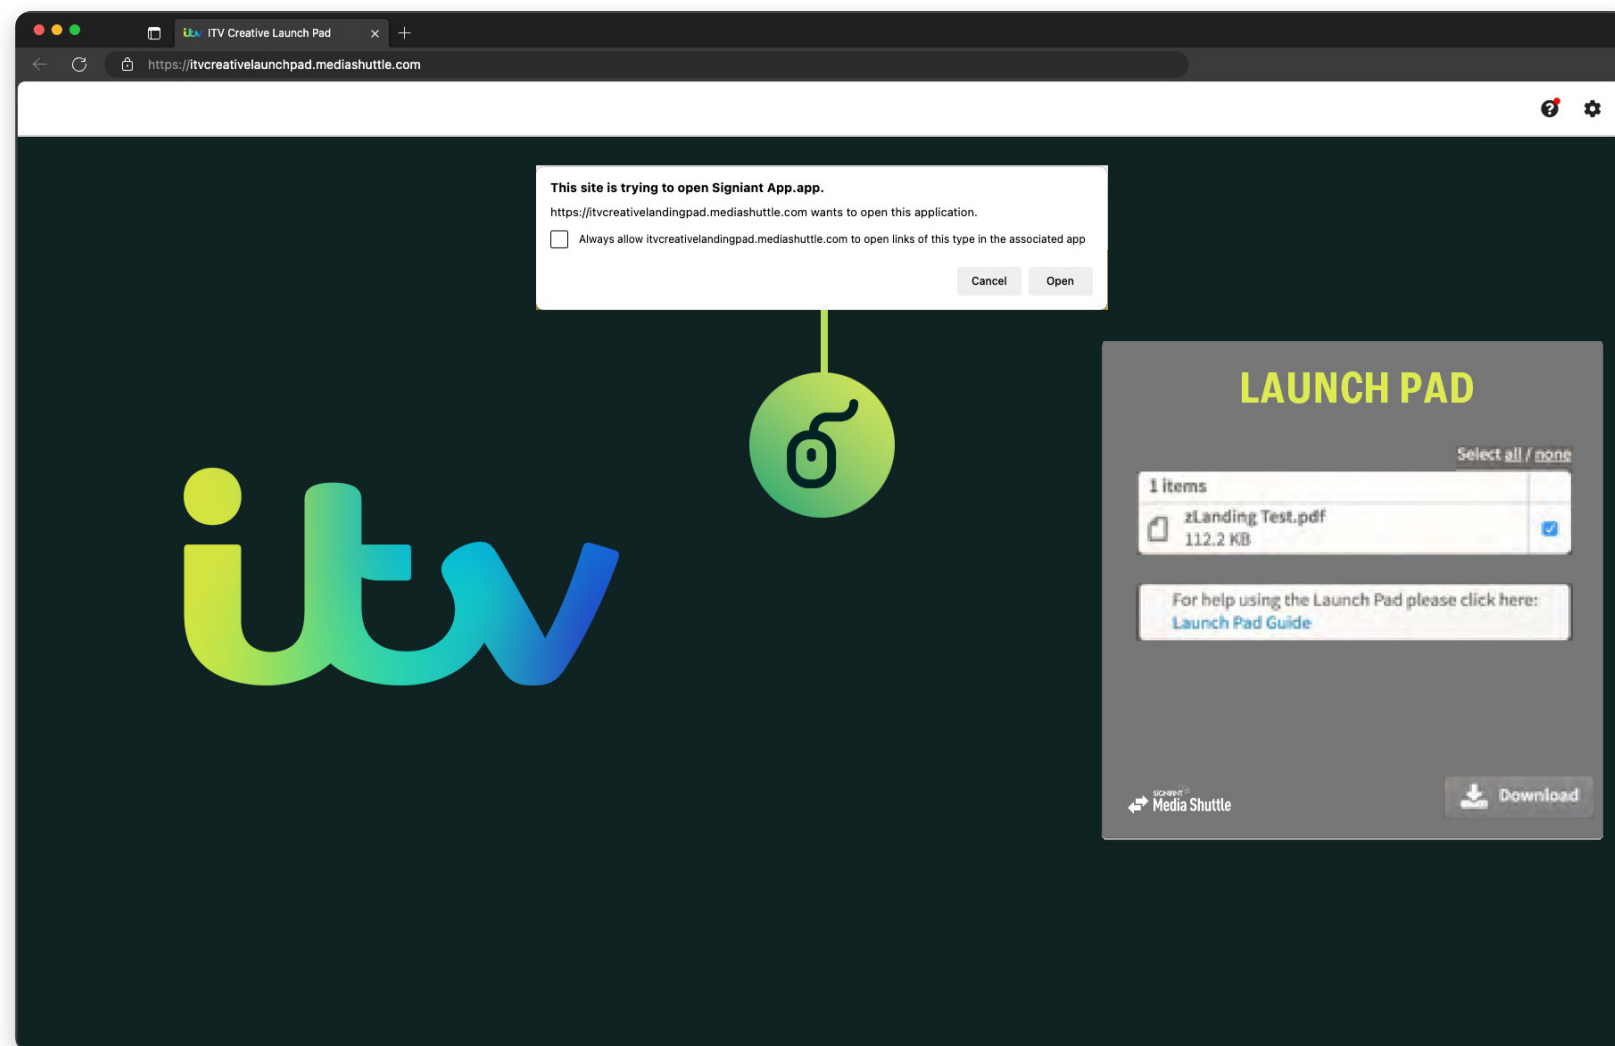 itv ITV Creative Launch Pad
https://itvcreativelaunchpad.mediashuttle.com
This site is trying to open Signiant App.app.
https://itvcreativelandingpad.mediashuttle.com wants to open this application.
Always allow itvcreativelandingpad.mediashuttle.com to open links of this type in the associated app
Cancel Open
itv
LAUNCH PAD
Select all / none
1 items
zLanding Test.pdf
112.2 KB
For help using the Launch Pad please click here:
Launch Pad Guide
SIGNIANT
Media Shuttle
Download